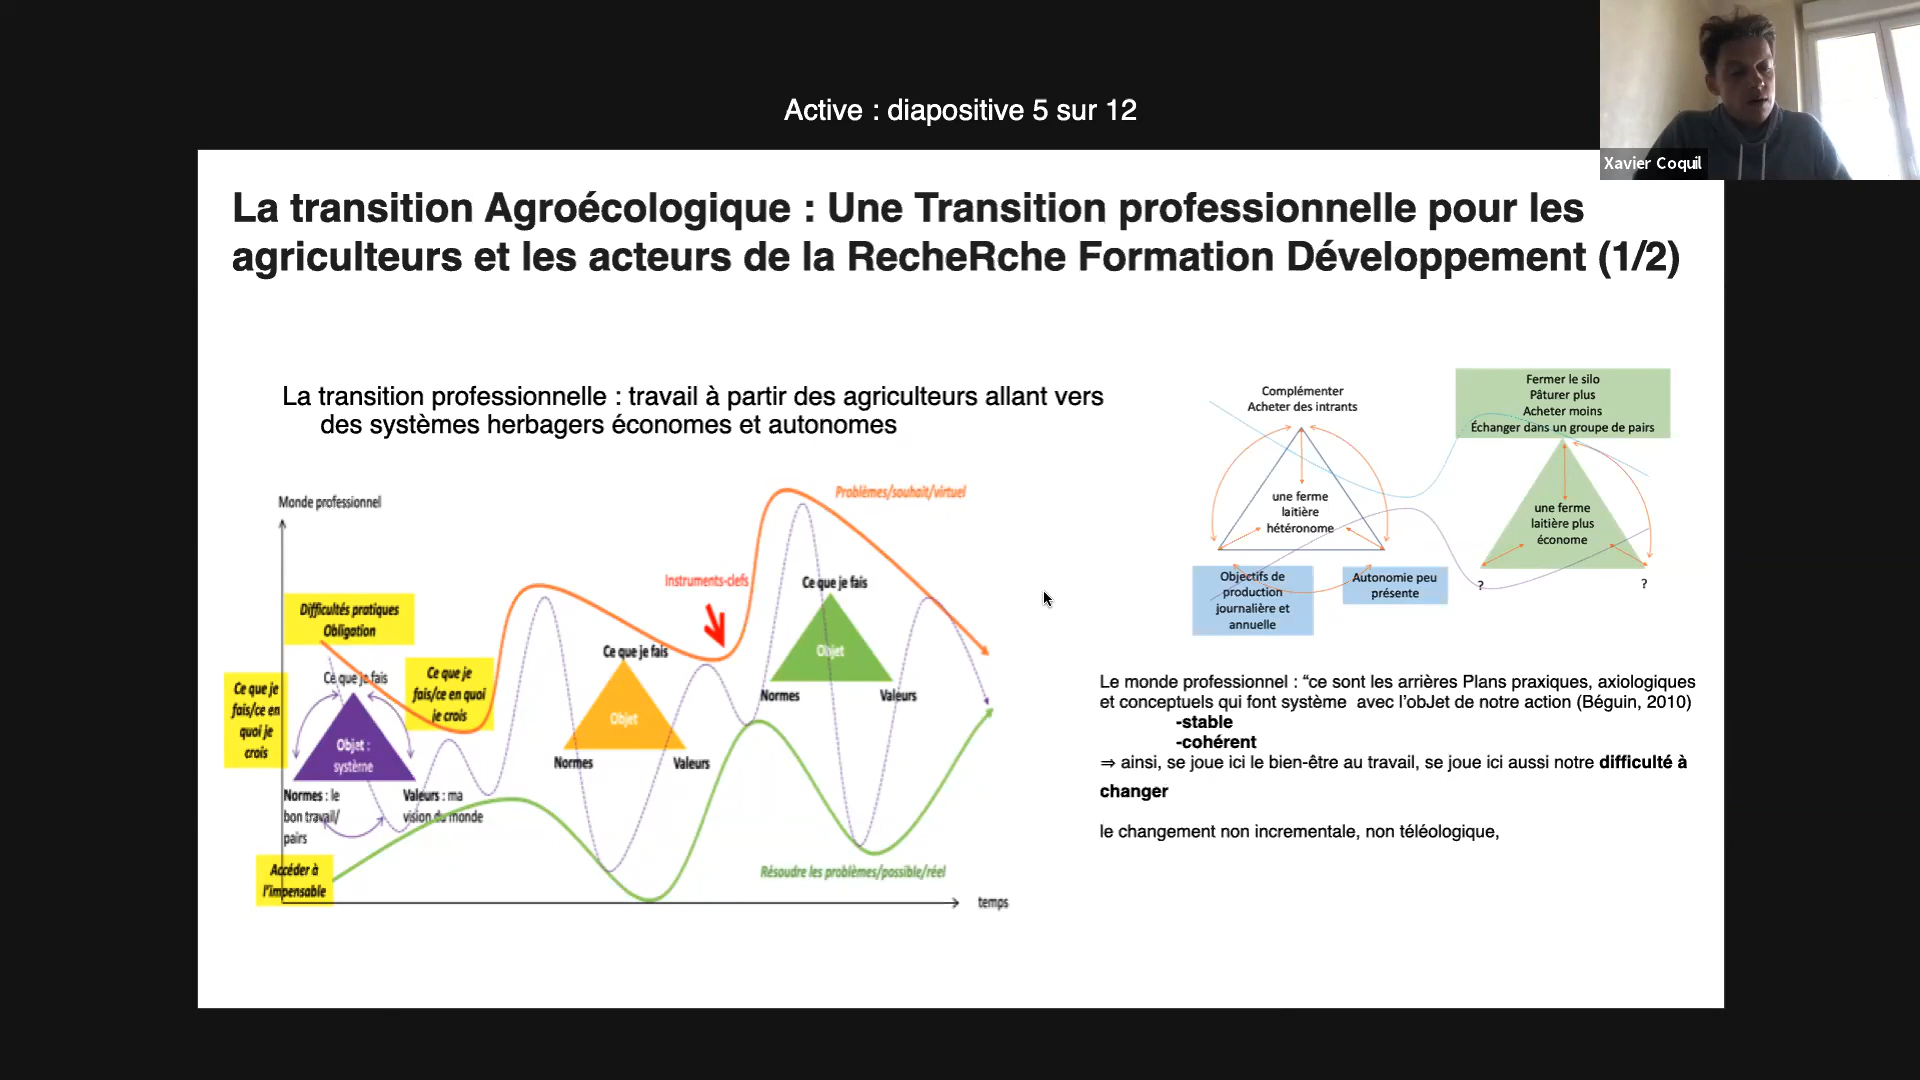 Active : diapositive 5 sur 12
Xavier Coquil
La transition Agroécologique : Une Transition professionnelle pour les
agriculteurs et les acteurs de la RecheRche Formation Développement (1/2)
La transition professionnelle : travail à partir des agriculteurs allant vers
des systèmes herbagers économes et autonomes
Monde professionnel
Problèmes/souhait/virtuel
Instruments-clefs
Difficultés pratiques
Obligation
Ce que je
fais/ce en
quoi je
crois
Ce que je fais
Ce que je
fais/ce en quoi
je crois
Objet :
système
Normes : le
bon travail/
pairs
Valeurs : ma
vision du monde
Accéder à
l'impensable
Ce que je fais
Objet
Normes
Valeurs
Ce que je fais
Objet
Normes
Valeurs
Résoudre les problèmes/possible/réel
temps
Complémenter
Acheter des intrants
une ferme
laitière
hétéronome
Objectifs de
production
journalière et
annuelle
Autonomie peu
présente
Fermer le silo
Pâturer plus
Acheter moins
Échanger dans un groupe de pairs
une ferme
laitière plus
économe
?
?
Le monde professionnel : “ce sont les arrières Plans praxiques, axiologiques
et conceptuels qui font système avec l'obJet de notre action (Béguin, 2010)
-stable
-cohérent
⇒ ainsi, se joue ici le bien-être au travail, se joue ici aussi notre difficulté à
changer
le changement non incrementale, non téléologique,